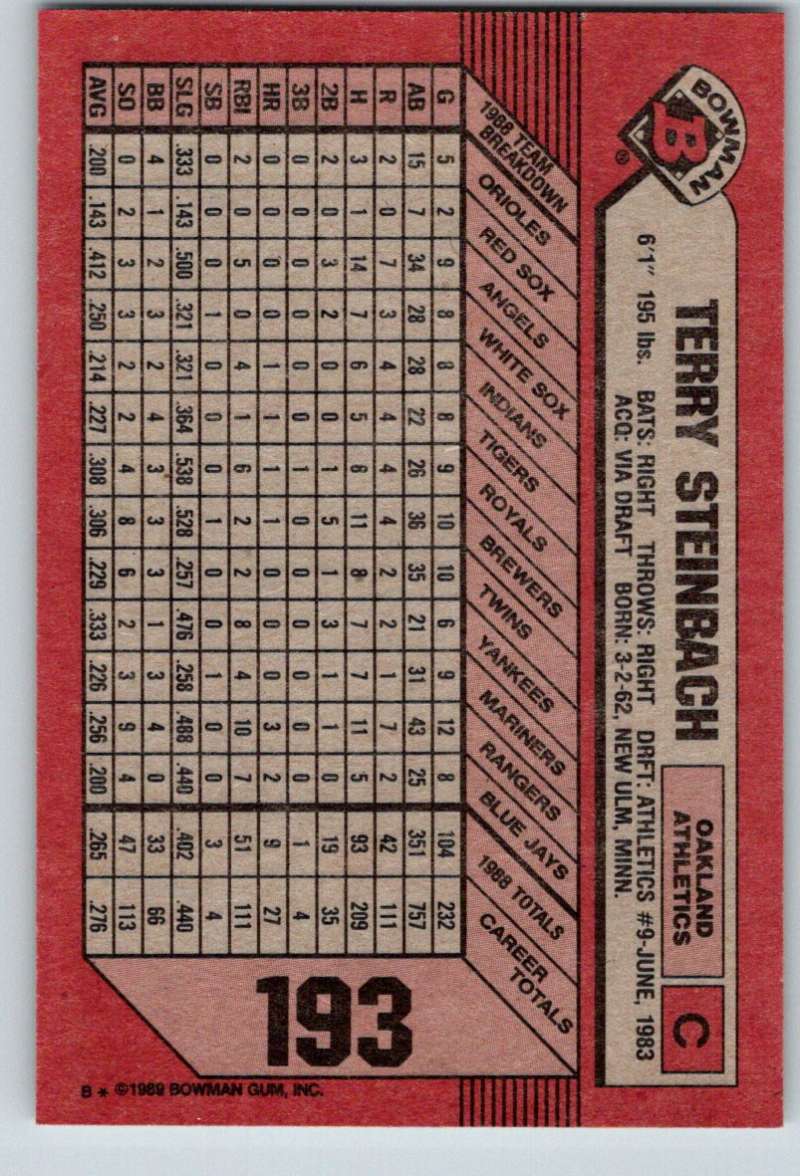 BOWMAN
B
®
TERRY STEINBACH
OAKLAND
ATHLETICS
C
6'1" 195 lbs. BATS: RIGHT THROWS: RIGHT DRFT: ATHLETICS #9-JUNE, 1983
ACQ: VIA DRAFT BORN: 3-2-62, NEW ULM, MINN.
1988 TEAM
BREAKDOWN
ORIOLES
RED SOX
ANGELS
WHITE SOX
INDIANS
TIGERS
ROYALS
BREWERS
TWINS
YANKEES
MARINERS
RANGERS
BLUE JAYS
1988 TOTALS
CAREER
TOTALS
G 5 2 9 8 8 8 9 10 10 6 9 12 8 104 232
AB 15 7 34 28 28 22 26 36 35 21 31 43 25 351 757
R 2 0 7 3 4 4 4 4 2 2 1 7 2 42 111
H 3 1 14 7 6 5 8 11 8 7 7 11 5 93 209
2B 2 0 3 2 0 0 1 5 1 3 1 1 0 19 35
3B 0 0 0 0 0 0 1 0 0 0 0 0 0 1 4
HR 0 0 0 0 1 1 1 1 0 0 0 3 2 9 27
RBI 2 0 5 0 4 1 6 2 2 8 4 10 7 51 111
SB 0 0 0 1 0 0 0 1 0 0 1 0 0 3 4
SLG .333 .143 .500 .321 .321 .364 .538 .528 .257 .476 .258 .488 .440 .402 .440
BB 4 1 2 3 2 4 3 3 3 1 3 4 0 33 66
SO 0 2 3 3 2 2 4 8 6 2 3 9 4 47 113
AVG .200 .143 .412 .250 .214 .227 .308 .306 .229 .333 .226 .256 .200 .265 .276
193
B * ©1989 BOWMAN GUM, INC.